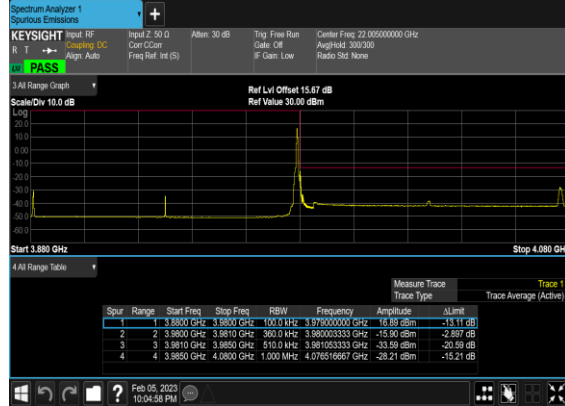 Spectrum Analyzer 1
Spurious Emissions
+
KEYSIGHT Input: RF Input Z: 50 Ω Atten: 30 dB Trig: Free Run Center Freq: 22.005000000 GHz
R T Coupling: DC Corr CCorr Gate: Off Avg|Hold: 300/300
Align: Auto Freq Ref: Int (S) IF Gain: Low Radio Std: None
PASS
3 All Range Graph
Ref Lvl Offset 15.67 dB
Scale/Div 10.0 dB Ref Value 30.00 dBm
Log
20.0
10.0
0.00
-10.0
-20.0
-30.0
-40.0
-50.0
-60.0
Start 3.880 GHz Stop 4.080 GH
4 All Range Table
Measure Trace Trace 1
Trace Type Trace Average (Active)
Spur Range Start Freq Stop Freq RBW Frequency Amplitude ΔLimit
1 1 3.8800 GHz 3.9800 GHz 100.0 kHz 3.979000000 GHz 16.89 dBm -13.11 dB
2 2 3.9800 GHz 3.9810 GHz 360.0 kHz 3.980003333 GHz -15.90 dBm -2.897 dB
3 3 3.9810 GHz 3.9850 GHz 510.0 kHz 3.981053333 GHz -33.59 dBm -20.59 dB
4 4 3.9850 GHz 4.0800 GHz 1.000 MHz 4.076516667 GHz -28.21 dBm -15.21 dB
?
Feb 05, 2023
10:04:58 PM